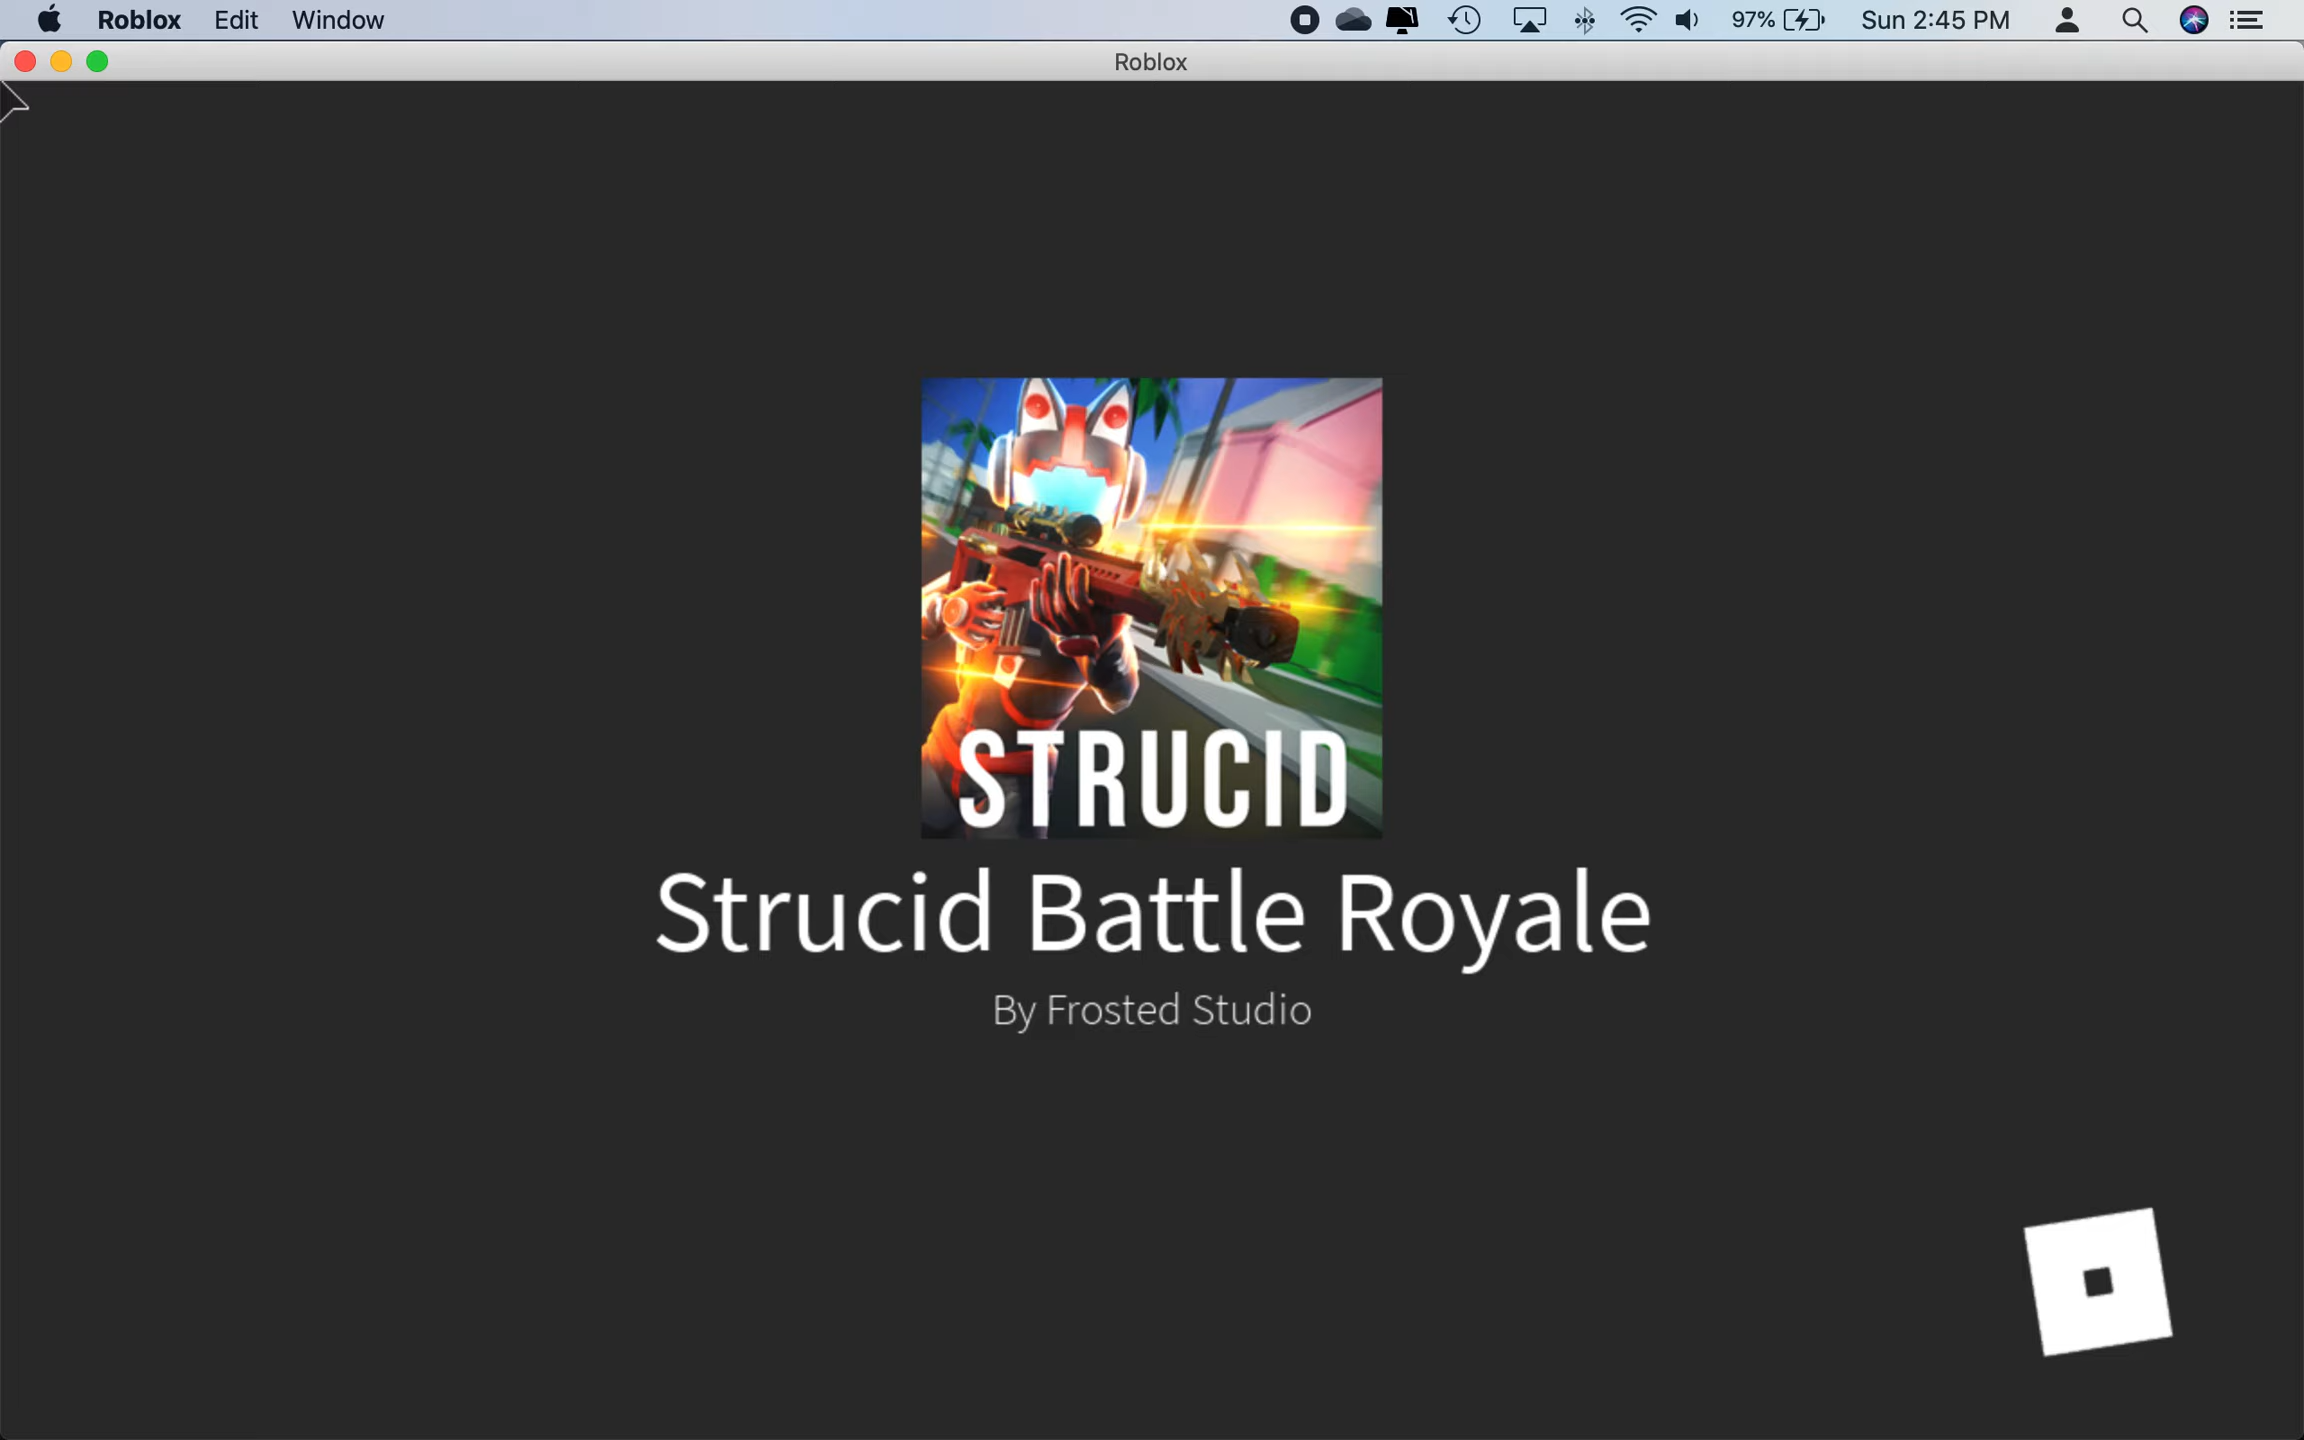 Roblox Edit Window 97% Sun 2:45 PM
Roblox
STRUCID
Strucid Battle Royale
By Frosted Studio